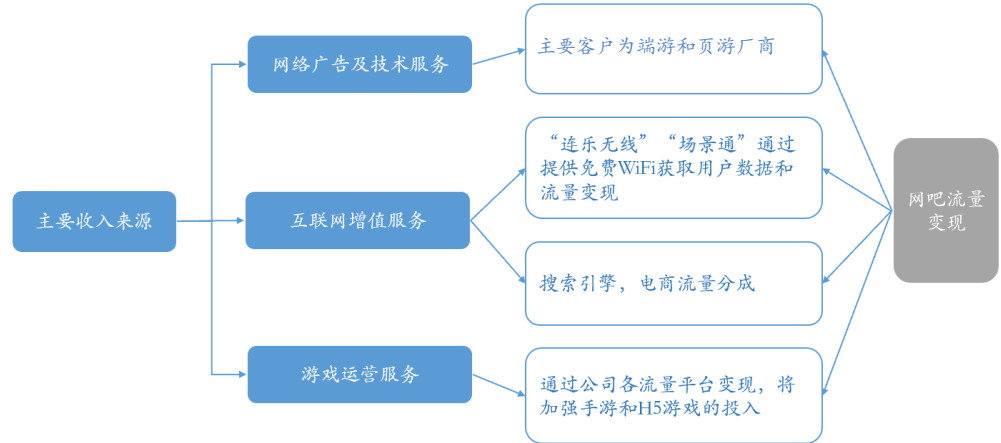 主要收入来源
网络广告及技术服务
主要客户为端游和页游厂商
互联网增值服务
“连乐无线”“场景通”通过
提供免费WiFi获取用户数据和
流量变现
搜索引擎，电商流量分成
游戏运营服务
通过公司各流量平台变现，将
加强手游和H5游戏的投入
网吧流量
变现